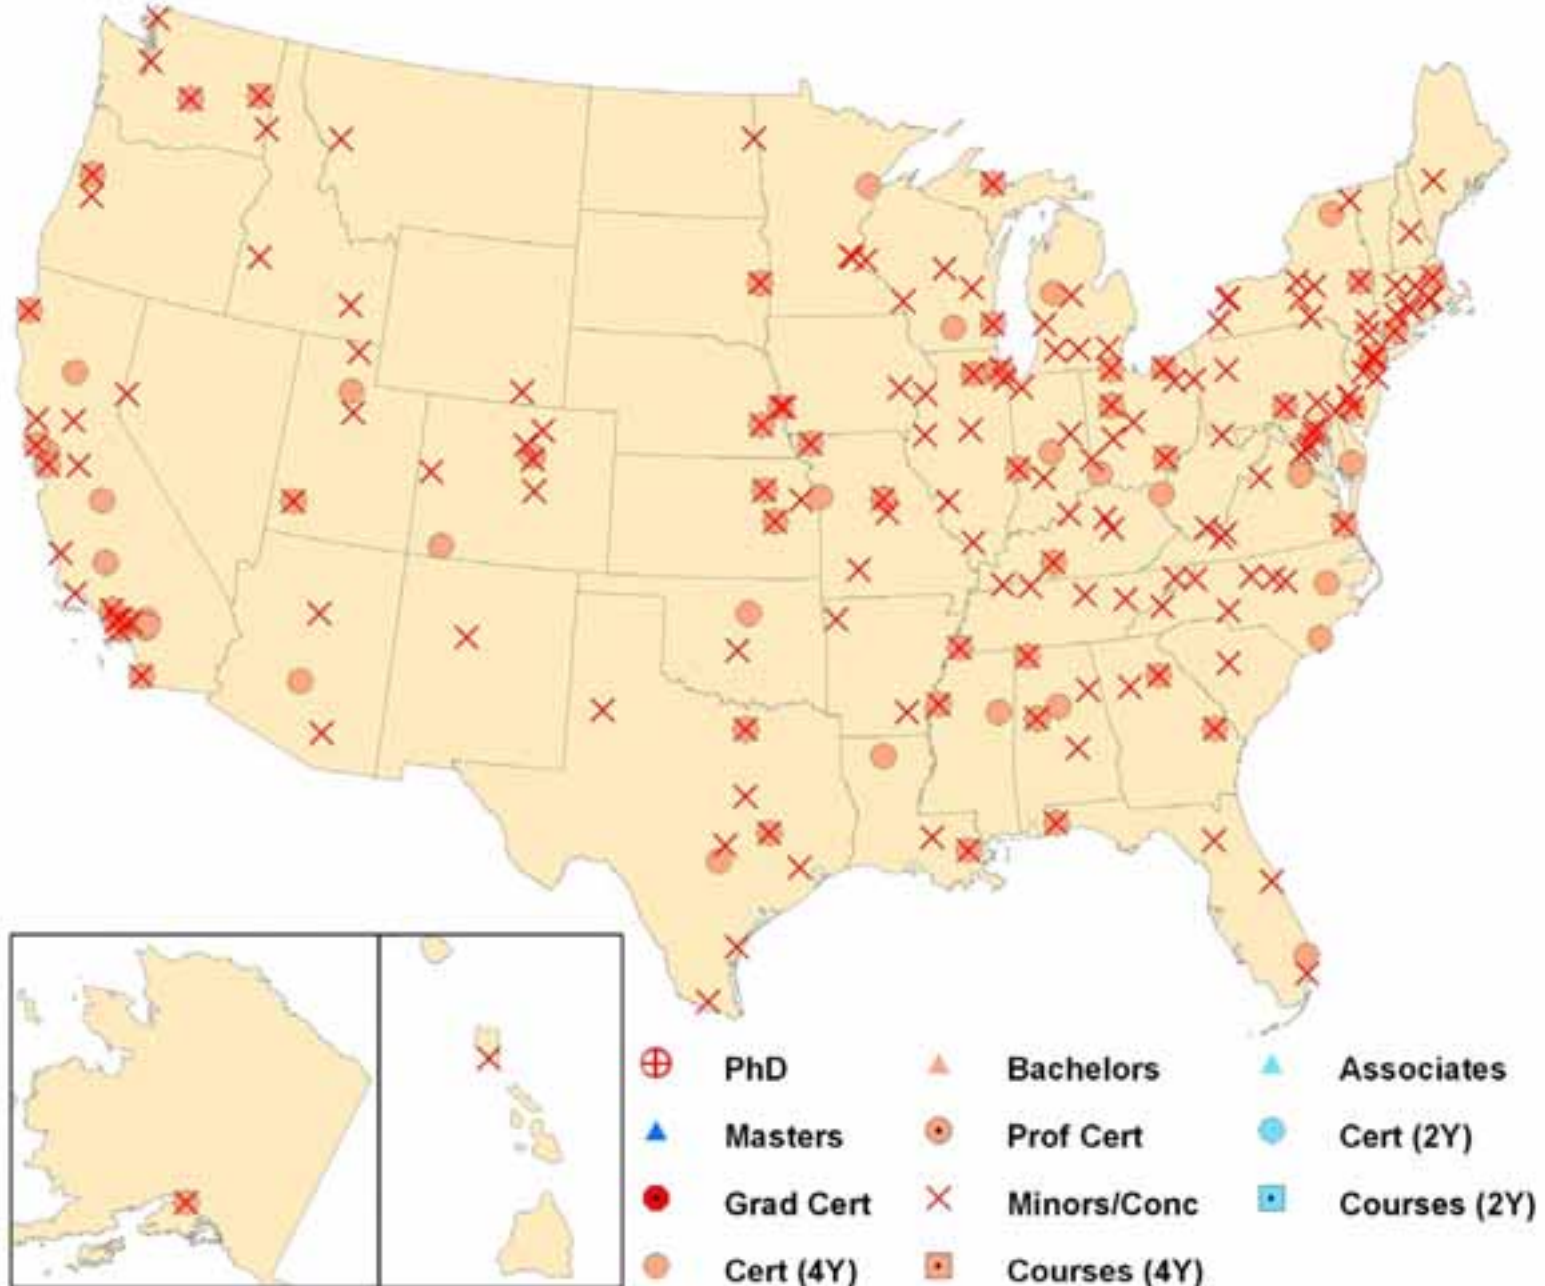 PhD Bachelors Associates
Masters Prof Cert Cert (2Y)
Grad Cert Minors/Conc Courses (2Y)
Cert (4Y) Courses (4Y)